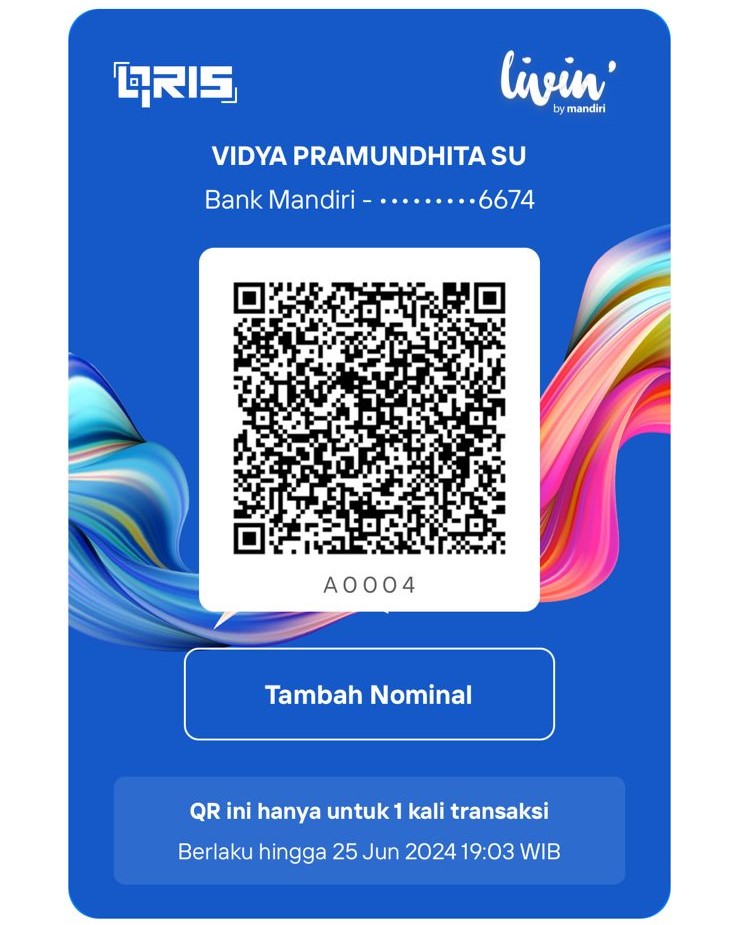 QRIS
livin'
by mandiri
VIDYA PRAMUNDHITA SU
Bank Mandiri - •••••••••6674
A0004
Tambah Nominal
QR ini hanya untuk 1 kali transaksi
Berlaku hingga 25 Jun 2024 19:03 WIB